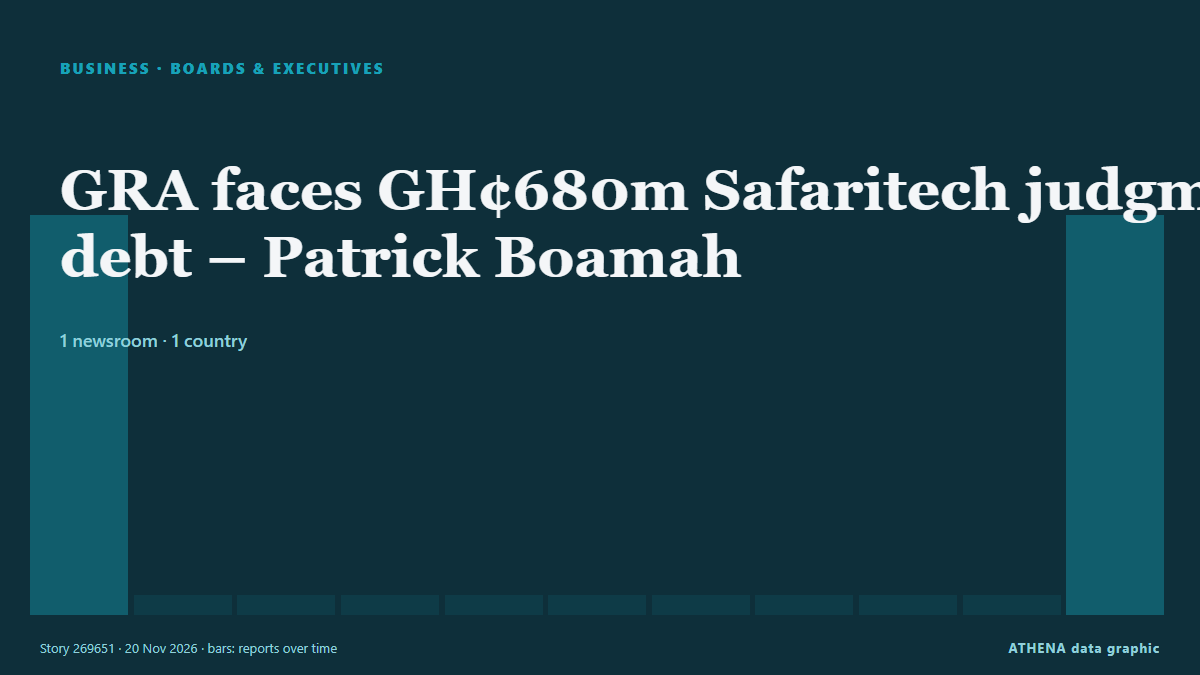 BUSINESS · BOARDS & EXECUTIVES
GRA faces GH¢680m Safaritech judgm
debt – Patrick Boamah
1 newsroom · 1 country
Story 269651 · 20 Nov 2026 · bars: reports over time
ATHENA data graphic